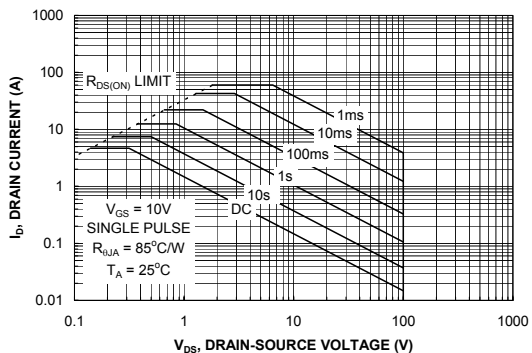 1000
100
10
1
0.1
0.01
I_D, DRAIN CURRENT (A)
R_DS(ON) LIMIT
1ms
10ms
100ms
1s
10s
DC
V_GS = 10V
SINGLE PULSE
R_θJA = 85°C/W
T_A = 25°C
0.1 1 10 100 1000
V_DS, DRAIN-SOURCE VOLTAGE (V)